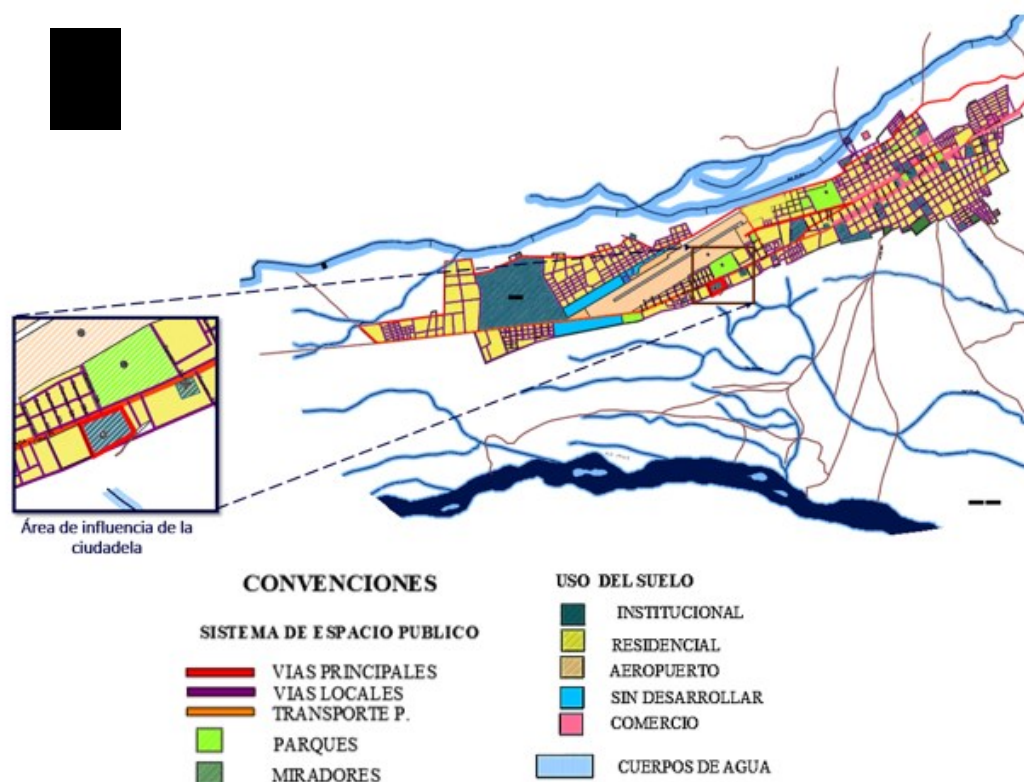 Área de influencia de la
ciudadela
CONVENCIONES
SISTEMA DE ESPACIO PUBLICO
VIAS PRINCIPALES
VIAS LOCALES
TRANSPORTE P.
PARQUES
MIRADORES
USO DEL SUELO
INSTITUCIONAL
RESIDENCIAL
AEROPUERTO
SIN DESARROLLAR
COMERCIO
CUERPOS DE AGUA